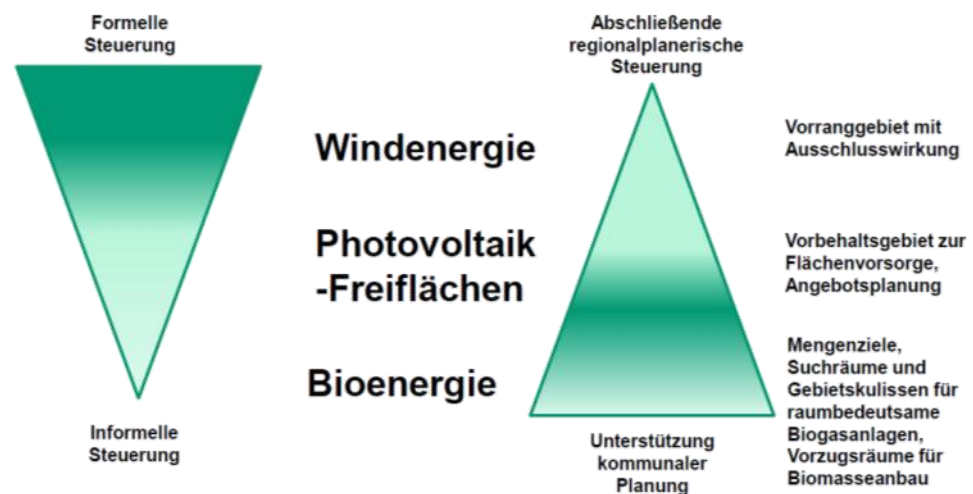 Formelle
Steuerung
Informelle
Steuerung
Windenergie
Photovoltaik
-Freiflächen
Bioenergie
Abschließende
regionalplanerische
Steuerung
Unterstützung
kommunaler
Planung
Vorranggebiet mit
Ausschlusswirkung
Vorbehaltsgebiet zur
Flächenvorsorge,
Angebotsplanung
Mengenziele,
Suchräume und
Gebietskulissen für
raumbedeutsame
Biogasanlagen,
Vorzugsräume für
Biomasseanbau